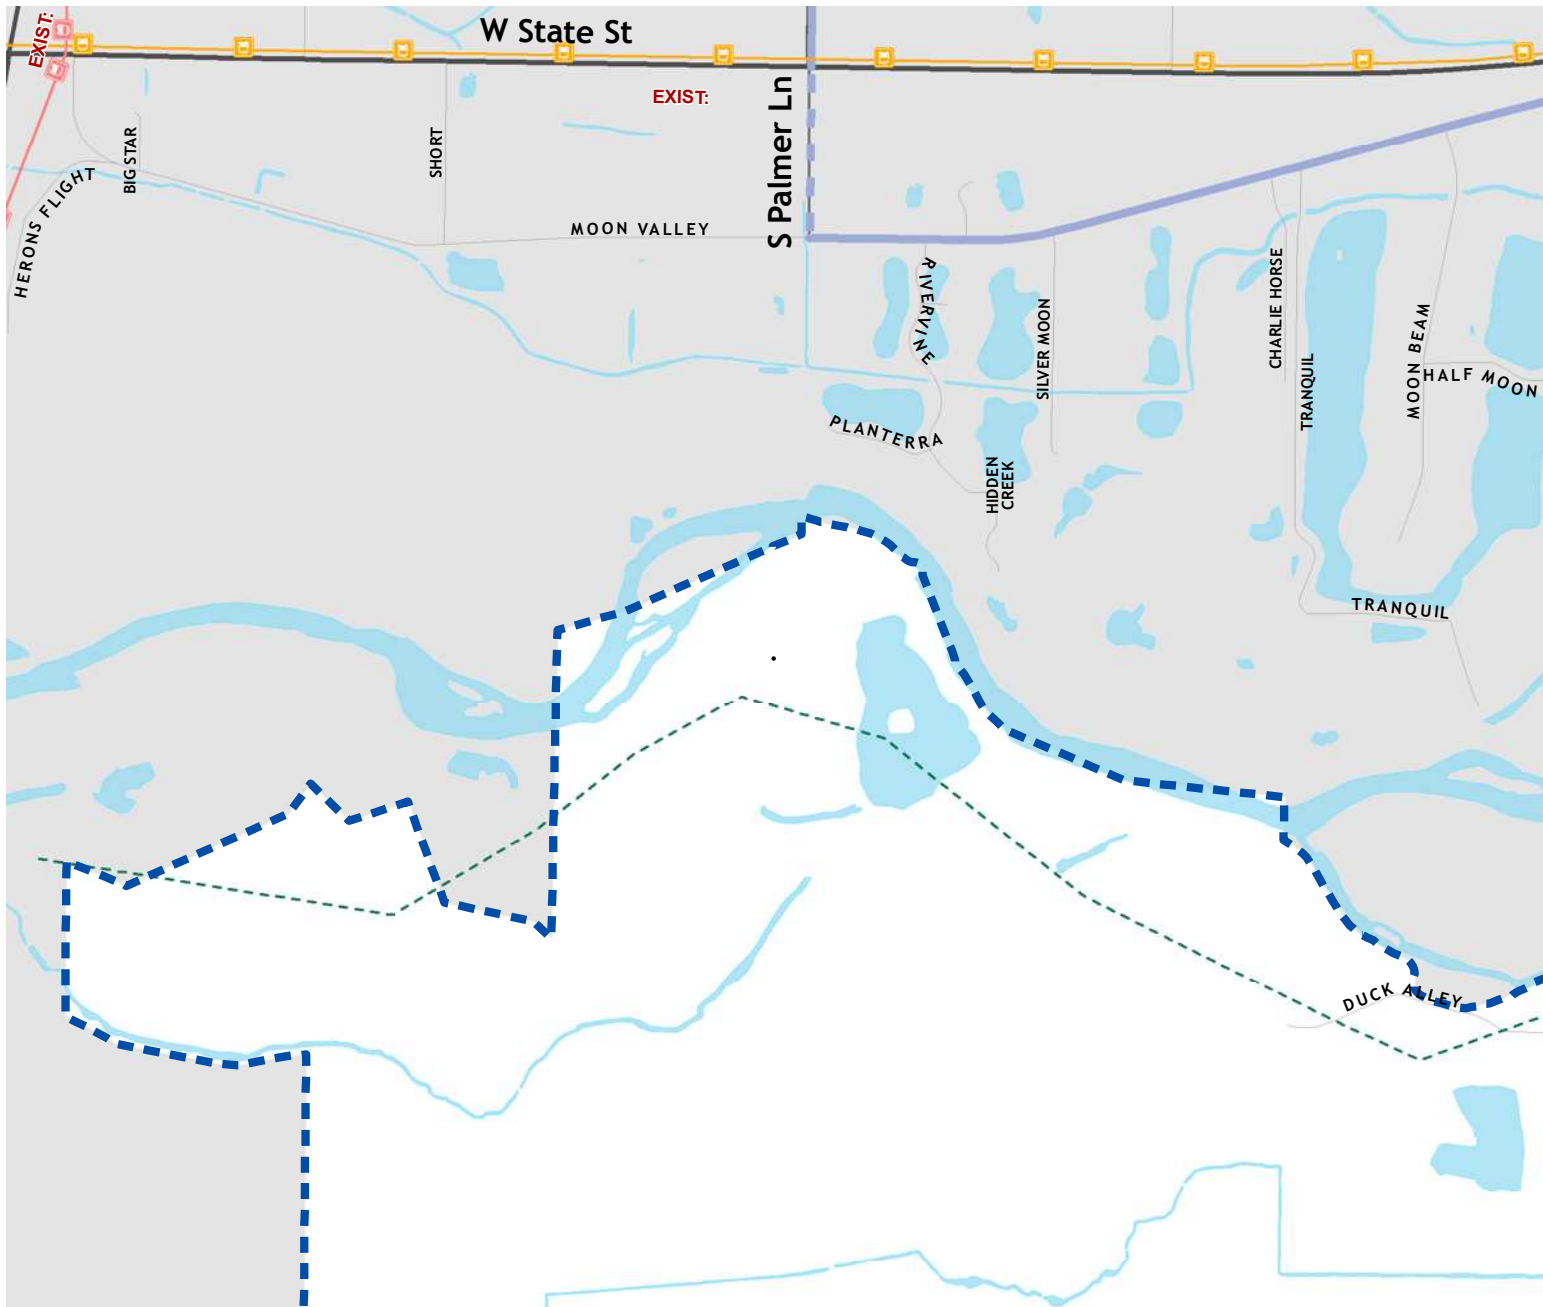 W State St
EXIST:
EXIST:
S Palmer Ln
BIG STAR
SHORT
HERONS FLIGHT
MOON VALLEY
RIVERVINE
SILVER MOON
CHARLIE HORSE
TRANQUIL
MOON BEAM
HALF MOON
PLANTERRA
HIDDEN
CREEK
TRANQUIL
DUCK ALLEY